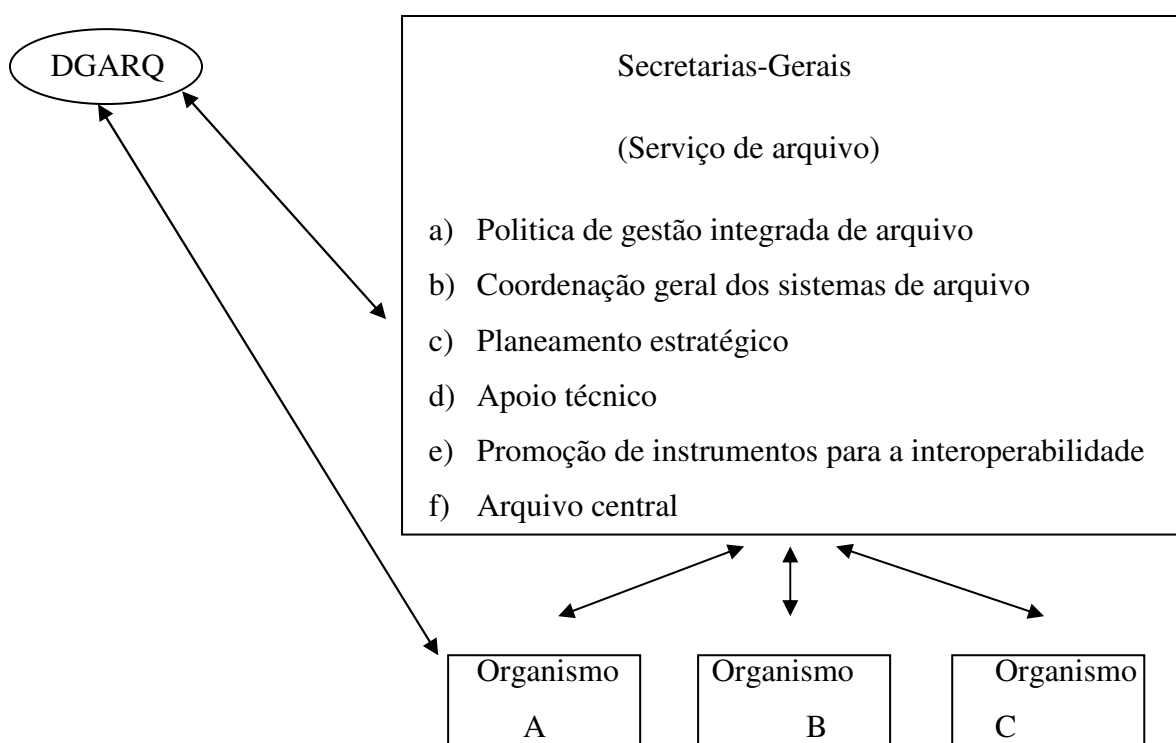 DGARQ
Secretarias-Gerais
(Serviço de arquivo)
a) Politica de gestão integrada de arquivo
b) Coordenação geral dos sistemas de arquivo
c) Planeamento estratégico
d) Apoio técnico
e) Promoção de instrumentos para a interoperabilidade
f) Arquivo central
Organismo
A
Organismo
B
Organismo
C